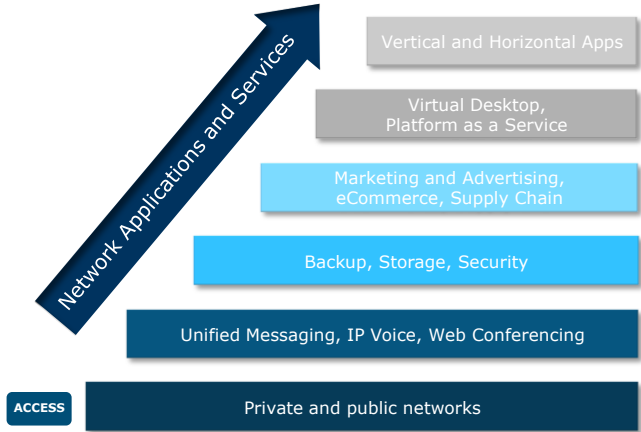 Network Applications and Services
Vertical and Horizontal Apps
Virtual Desktop,
Platform as a Service
Marketing and Advertising,
eCommerce, Supply Chain
Backup, Storage, Security
Unified Messaging, IP Voice, Web Conferencing
ACCESS
Private and public networks